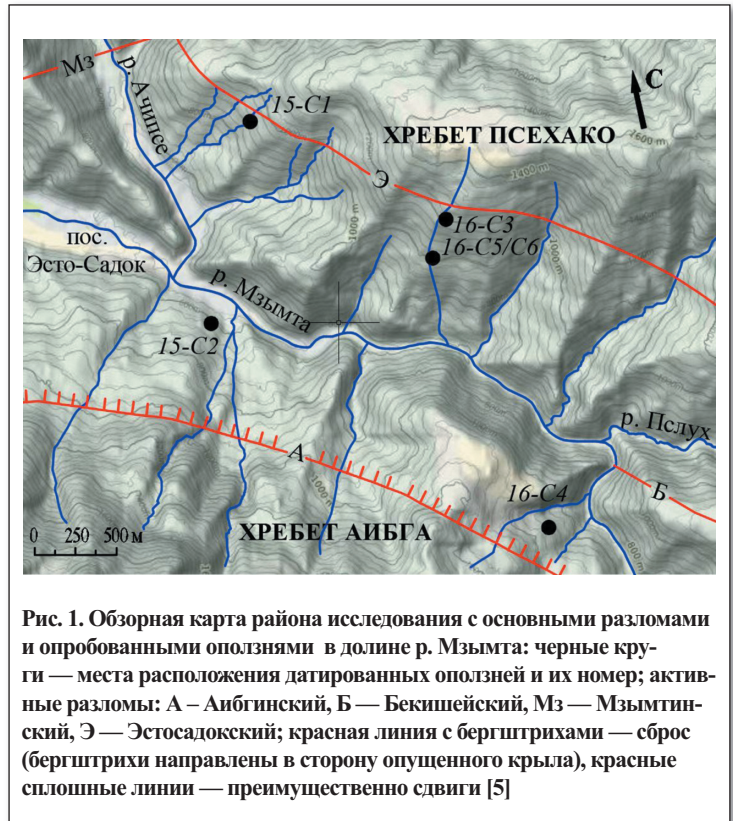 Мз
р. Ачипсе
15-С1
С
1600 m
ХРЕБЕТ ПСЕХАКО
1400 m
Э
1000 m
16-С3
16-С5/С6
1000 m
пос.
Эсто-Садок
р. Мзымта
15-С2
р. Пслух
А
Б
1000 m
16-С4
ХРЕБЕТ АИБГА
800 m
0 250 500 м
Рис. 1. Обзорная карта района исследования с основными разломами
и опробованными оползнями в долине р. Мзымта: черные кру-
ги — места расположения датированных оползней и их номер; актив-
ные разломы: А – Аибгинский, Б — Бекишейский, Мз — Мзымтин-
ский, Э — Эстосадокский; красная линия с бергштрихами — сброс
(бергштрихи направлены в сторону опущенного крыла), красные
сплошные линии — преимущественно сдвиги [5]